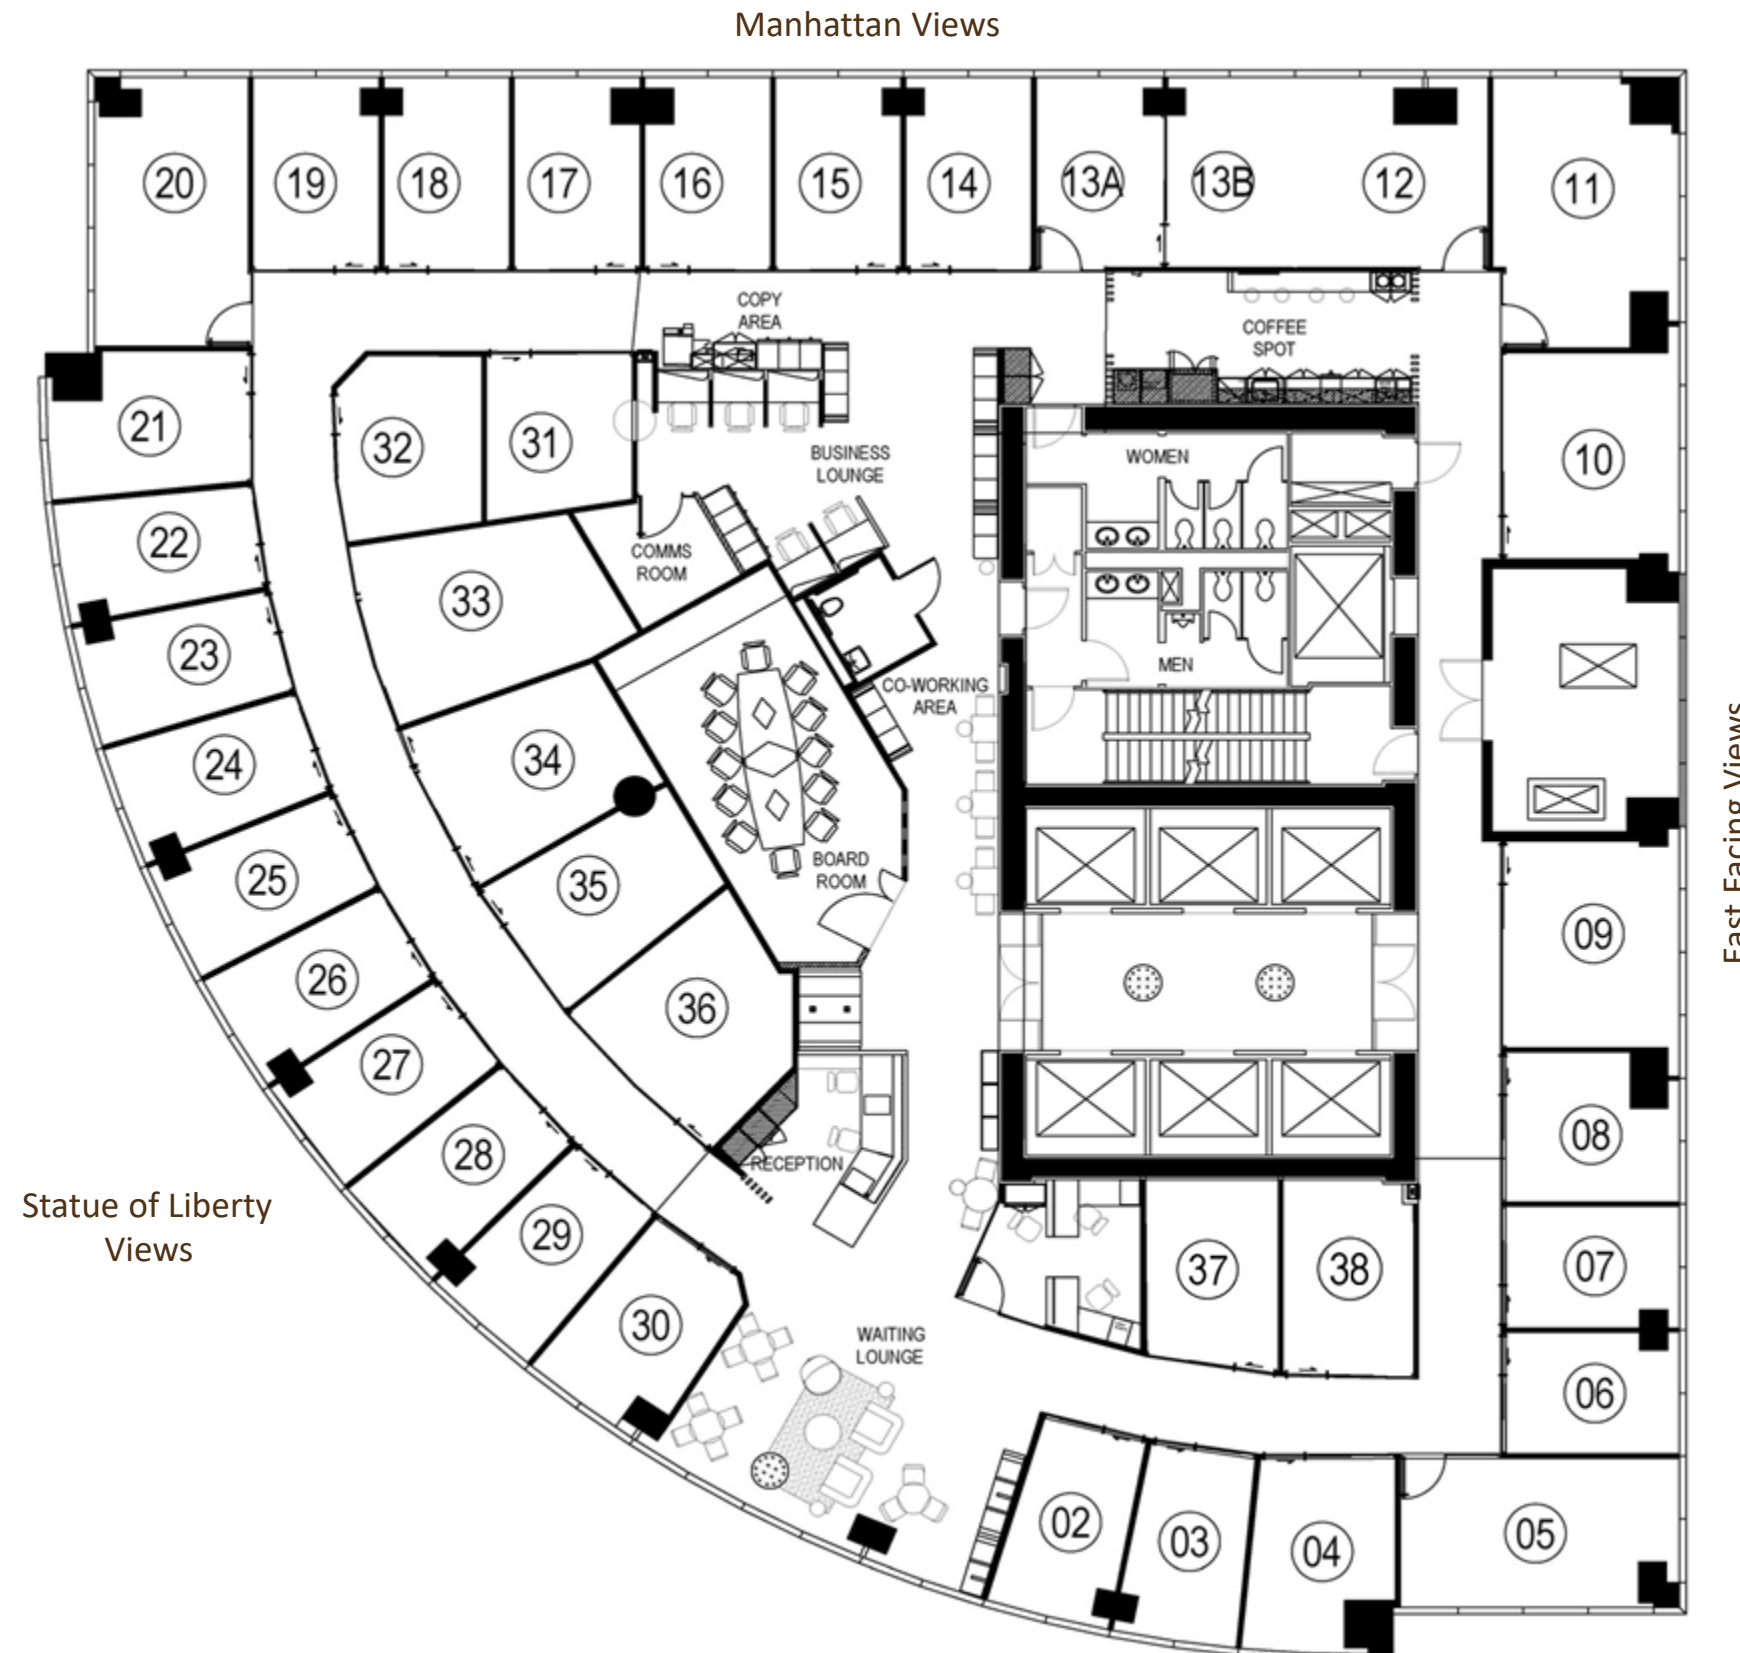 Manhattan Views
20
19
18
17
16
15
14
13A
13B
12
11
COPY
AREA
COFFEE
SPOT
21
32
31
BUSINESS
LOUNGE
WOMEN
10
22
COMMS
ROOM
33
23
MEN
CO-WORKING
AREA
24
34
East Facing Views
25
35
BOARD
ROOM
09
26
36
27
08
28
RECEPTION
Statue of Liberty
Views
29
37
38
07
30
WAITING
LOUNGE
06
02
03
04
05